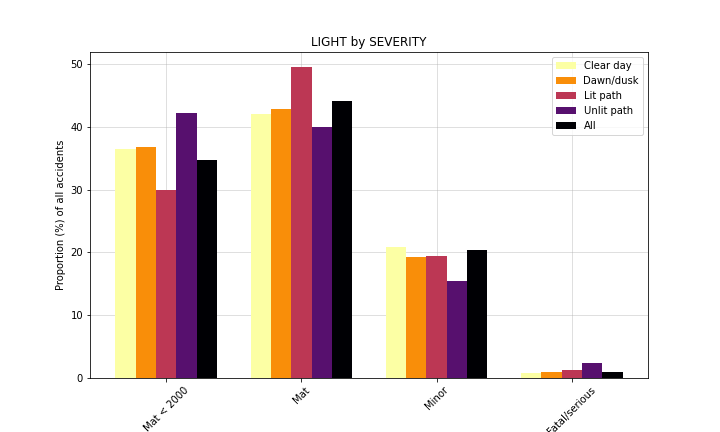 LIGHT by SEVERITY
Proportion (%) of all accidents
50
40
30
20
10
0
Clear day
Dawn/dusk
Lit path
Unlit path
All
Mat < 2000
Mat
Minor
Fatal/serious